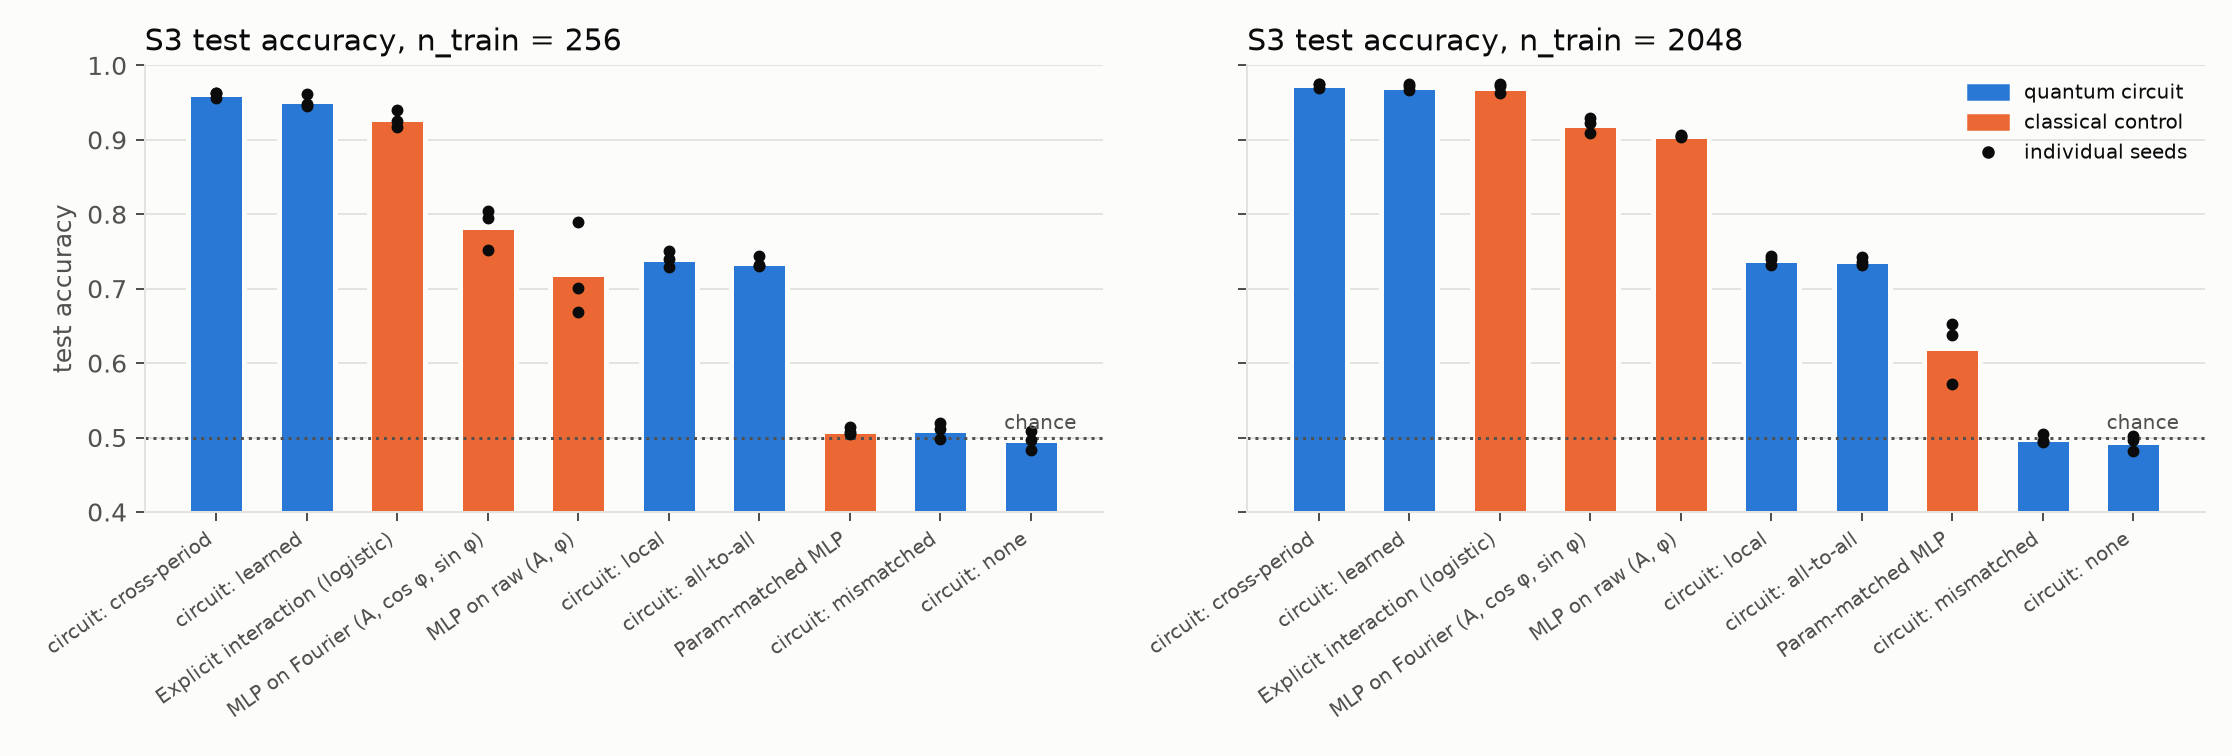 S3 test accuracy, n_train = 256
test accuracy
1.0
0.9
0.8
0.7
0.6
0.5
0.4
chance
circuit: cross-period
circuit: learned
Explicit interaction (logistic)
MLP on Fourier (A, cos φ, sin φ)
MLP on raw (A, φ)
circuit: local
circuit: all-to-all
Param-matched MLP
circuit: mismatched
circuit: none
S3 test accuracy, n_train = 2048
quantum circuit
classical control
individual seeds
chance
circuit: cross-period
circuit: learned
Explicit interaction (logistic)
MLP on Fourier (A, cos φ, sin φ)
MLP on raw (A, φ)
circuit: local
circuit: all-to-all
Param-matched MLP
circuit: mismatched
circuit: none